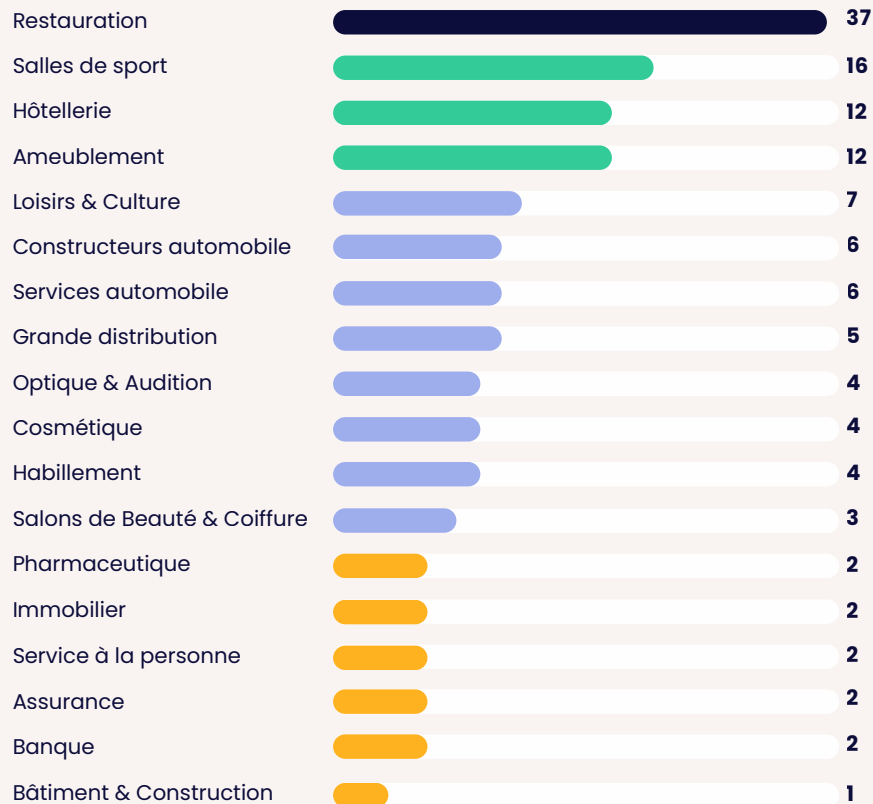 Restauration 37
Salles de sport 16
Hôtellerie 12
Ameublement 12
Loisirs & Culture 7
Constructeurs automobile 6
Services automobile 6
Grande distribution 5
Optique & Audition 4
Cosmétique 4
Habillement 4
Salons de Beauté & Coiffure 3
Pharmaceutique 2
Immobilier 2
Service à la personne 2
Assurance 2
Banque 2
Bâtiment & Construction 1